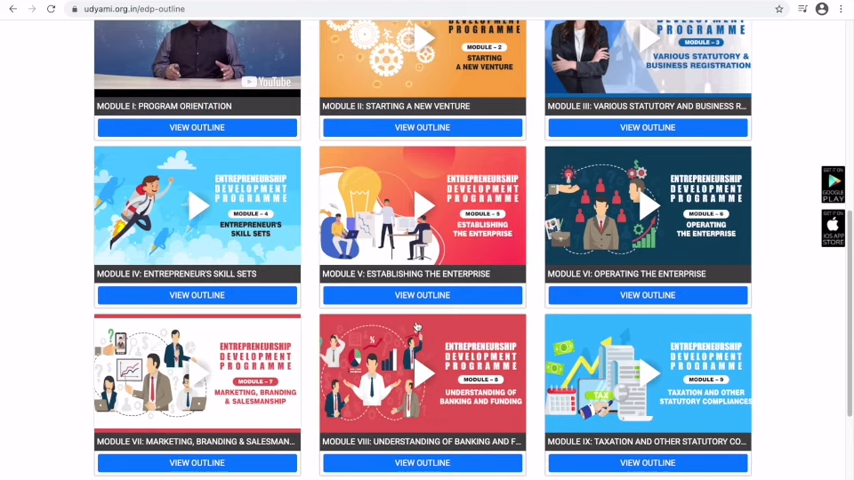 udyami.org.in/edp-outline
YouTube
MODULE I: PROGRAM ORIENTATION
VIEW OUTLINE
PROGRAMME
MODULE - 2
STARTING
A NEW VENTURE
MODULE II: STARTING A NEW VENTURE
VIEW OUTLINE
PROGRAMME
MODULE - 3
VARIOUS STATUTORY &
BUSINESS REGISTRATION
MODULE III: VARIOUS STATUTORY AND BUSINESS R...
VIEW OUTLINE
ENTREPRENEURSHIP
DEVELOPMENT
PROGRAMME
MODULE - 4
ENTREPRENEUR'S
SKILL SETS
MODULE IV: ENTREPRENEUR'S SKILL SETS
VIEW OUTLINE
ENTREPRENEURSHIP
DEVELOPMENT
PROGRAMME
MODULE - 5
ESTABLISHING
THE ENTERPRISE
MODULE V: ESTABLISHING THE ENTERPRISE
VIEW OUTLINE
ENTREPRENEURSHIP
DEVELOPMENT
PROGRAMME
MODULE - 6
OPERATING
THE ENTERPRISE
MODULE VI: OPERATING THE ENTERPRISE
VIEW OUTLINE
GET IT ON
GOOGLE
PLAY
GET IT ON
iOS APP
STORE
ENTREPRENEURSHIP
DEVELOPMENT
PROGRAMME
MODULE - 7
MARKETING, BRANDING
& SALESMANSHIP
MODULE VII: MARKETING, BRANDING & SALESMAN...
VIEW OUTLINE
ENTREPRENEURSHIP
DEVELOPMENT
PROGRAMME
MODULE - 8
UNDERSTANDING OF
BANKING AND FUNDING
MODULE VIII: UNDERSTANDING OF BANKING AND F...
VIEW OUTLINE
TAX
ENTREPRENEURSHIP
DEVELOPMENT
PROGRAMME
MODULE - 9
TAXATION AND OTHER
STATUTORY COMPLIANCES
MODULE IX: TAXATION AND OTHER STATUTORY CO...
VIEW OUTLINE